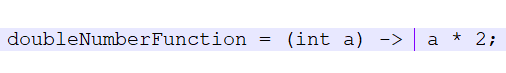 doubleNumberFunction = (int a) -> a * 2;